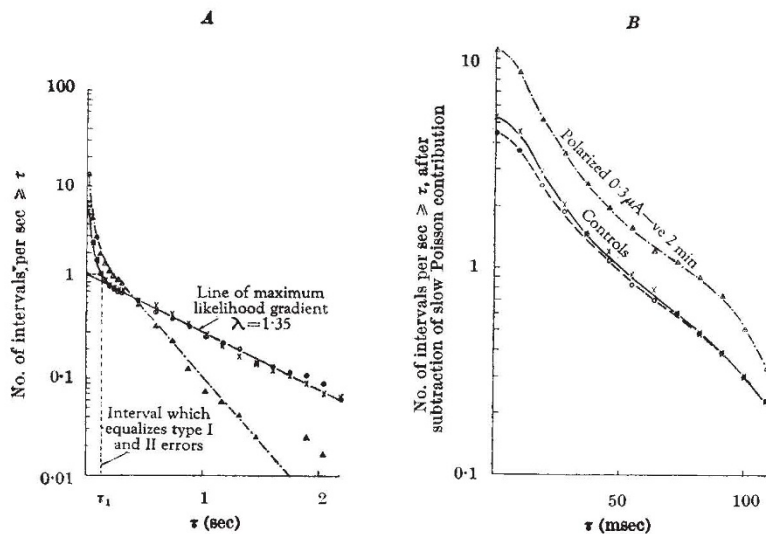 A
100
10
1
0·1
0·01
No. of intervals per sec ⩾ τ
Line of maximum
likelihood gradient
λ=1·35
Interval which
equalizes type I
and II errors
τ₁
1
2
τ (sec)
B
10
1
0·1
No. of intervals per sec ⩾ τ, after
subtraction of slow Poisson contribution
Polarized 0·3μA —ve 2 min
Controls
50
100
τ (msec)